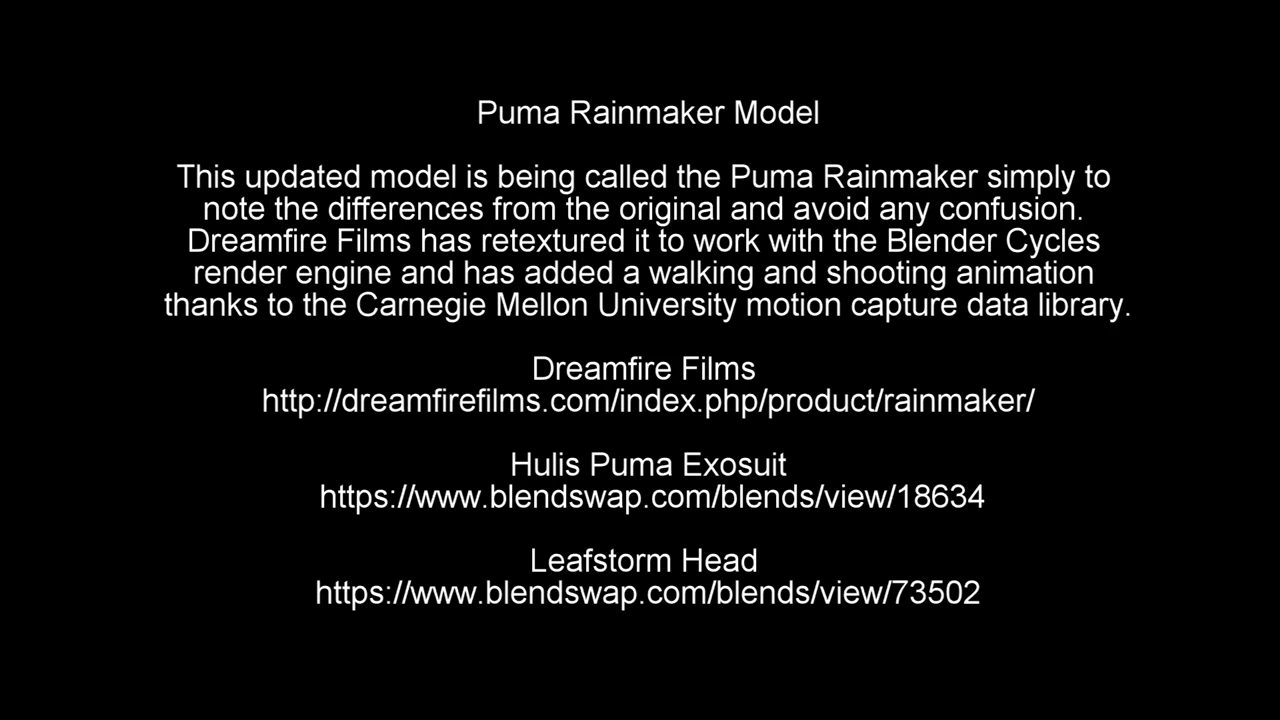 Puma Rainmaker Model
This updated model is being called the Puma Rainmaker simply to
note the differences from the original and avoid any confusion.
Dreamfire Films has retextured it to work with the Blender Cycles
render engine and has added a walking and shooting animation
thanks to the Carnegie Mellon University motion capture data library.
Dreamfire Films
http://dreamfirefilms.com/index.php/product/rainmaker/
Hulis Puma Exosuit
https://www.blendswap.com/blends/view/18634
Leafstorm Head
https://www.blendswap.com/blends/view/73502